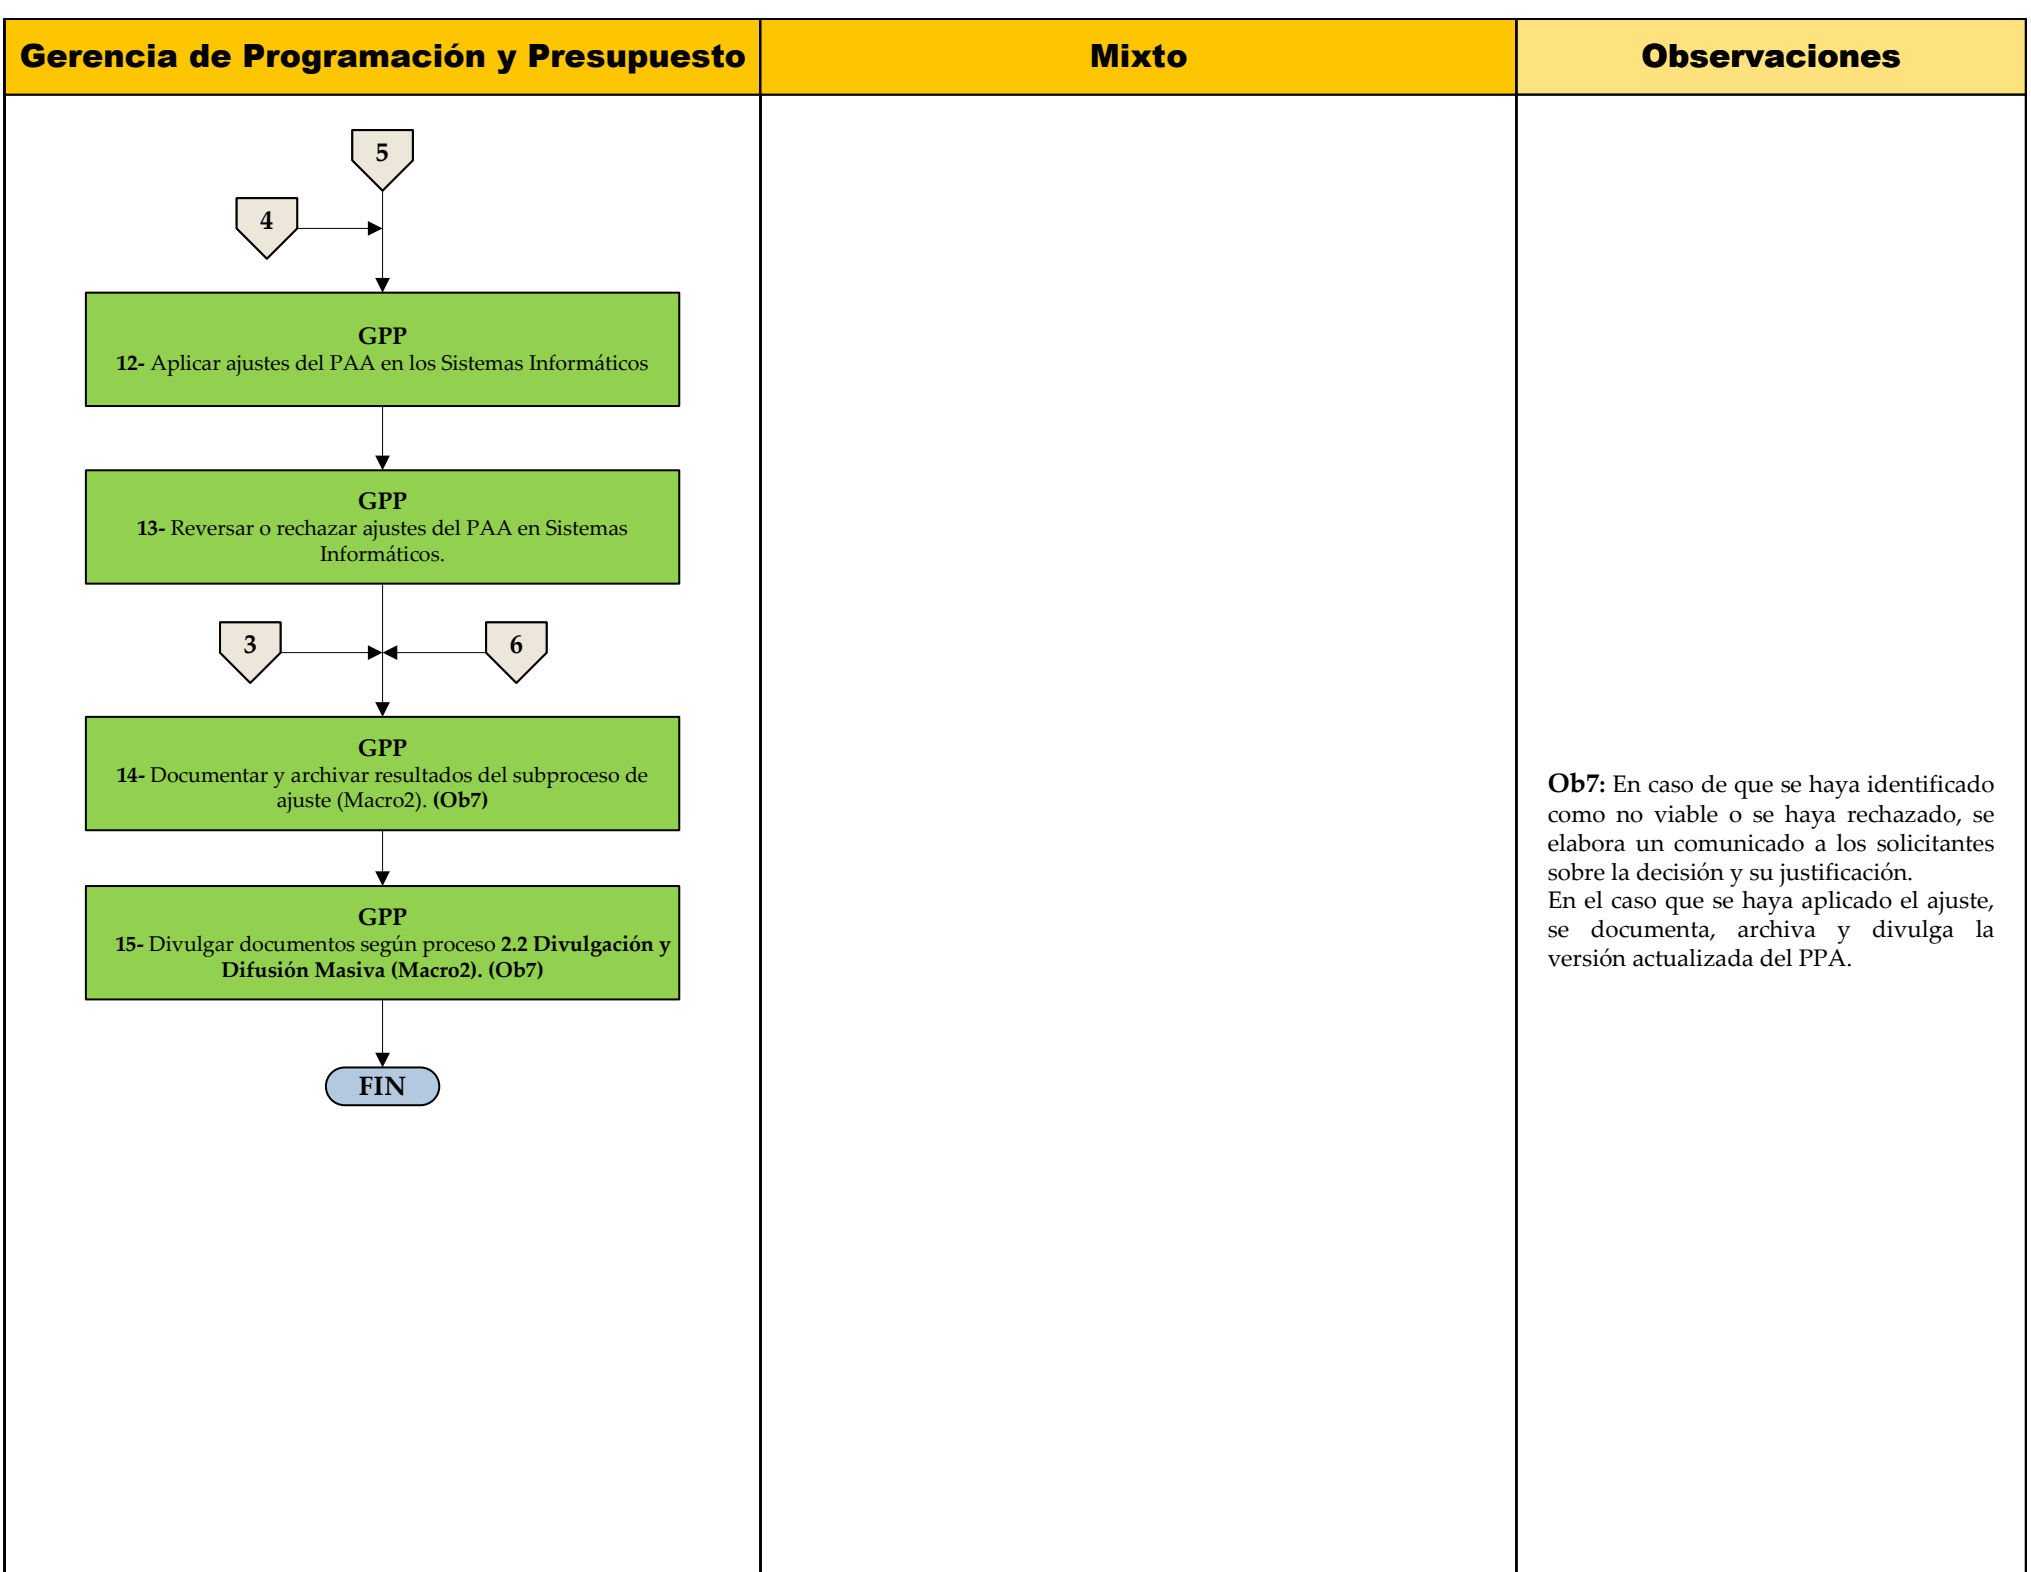 Gerencia de Programación y Presupuesto
Mixto
Observaciones
5
4
GPP
12- Aplicar ajustes del PAA en los Sistemas Informáticos
GPP
13- Reversar o rechazar ajustes del PAA en Sistemas
Informáticos.
3
6
GPP
14- Documentar y archivar resultados del subproceso de
ajuste (Macro2). (Ob7)
GPP
15- Divulgar documentos según proceso 2.2 Divulgación y
Difusión Masiva (Macro2). (Ob7)
FIN
Ob7: En caso de que se haya identificado
como no viable o se haya rechazado, se
elabora un comunicado a los solicitantes
sobre la decisión y su justificación.
En el caso que se haya aplicado el ajuste,
se documenta, archiva y divulga la
versión actualizada del PPA.